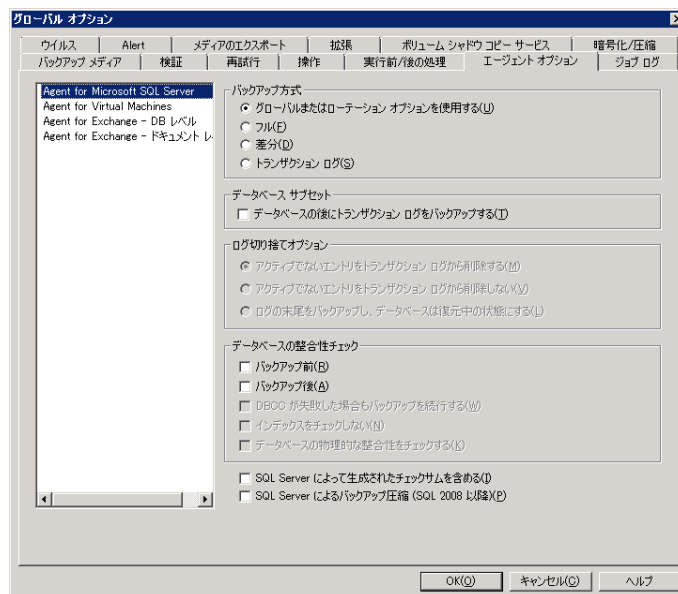 グローバル オプション
ウイルス
Alert
メディアのエクスポート
拡張
ボリューム シャドウ コピー サービス
暗号化/圧縮
バックアップ メディア
検証
再試行
操作
実行前/後の処理
エージェント オプション
ジョブ ログ
Agent for Microsoft SQL Server
Agent for Virtual Machines
Agent for Exchange - DB レベル
Agent for Exchange - ドキュメント レ
バックアップ方式
グローバルまたはローテーション オプションを使用する(U)
フル(F)
差分(D)
トランザクション ログ(S)
データベース サブセット
データベースの後にトランザクション ログをバックアップする(T)
ログ切り捨てオプション
アクティブでないエントリをトランザクション ログから削除する(M)
アクティブでないエントリをトランザクション ログから削除しない(V)
ログの末尾をバックアップし、データベースは復元中の状態にする(L)
データベースの整合性チェック
バックアップ前(R)
バックアップ後(A)
DBCC が失敗した場合もバックアップを続行する(W)
インデックスをチェックしない(N)
データベースの物理的な整合性をチェックする(K)
SQL Server によって生成されたチェックサムを含める(I)
SQL Server によるバックアップ圧縮 (SQL 2008 以降)(P)
OK(O)
キャンセル(C)
ヘルプ